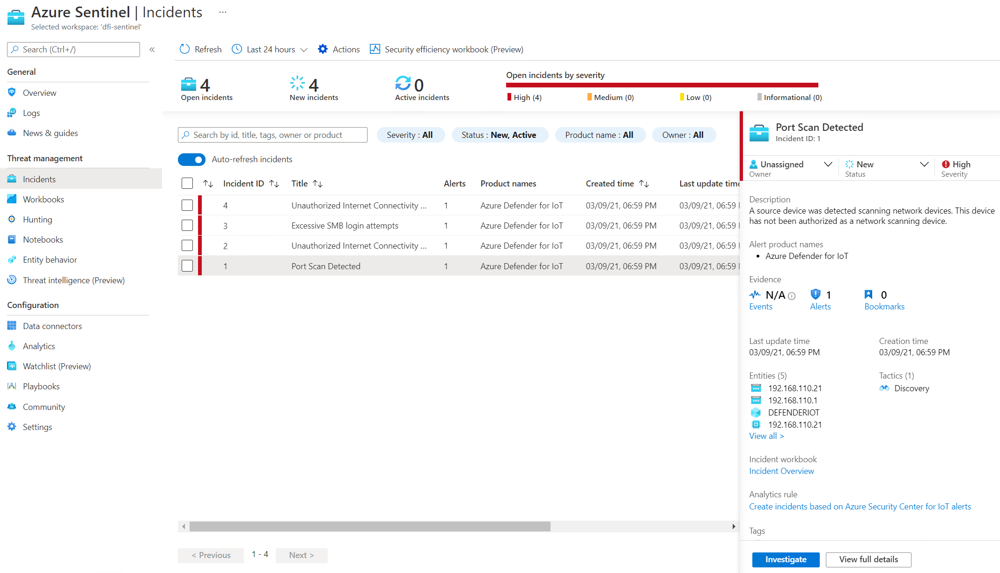 Azure Sentinel | Incidents ...
Selected workspace: 'dfi-sentinel'
Search (Ctrl+/) «
General
Overview
Logs
News & guides
Threat management
Incidents
Workbooks
Hunting
Notebooks
Entity behavior
Threat intelligence (Preview)
Configuration
Data connectors
Analytics
Watchlist (Preview)
Playbooks
Community
Settings
Refresh Last 24 hours Actions Security efficiency workbook (Preview)
4 Open incidents
4 New incidents
0 Active incidents
Open incidents by severity
High (4) Medium (0) Low (0) Informational (0)
Search by id, title, tags, owner or product Severity : All Status : New, Active Product name : All Owner : All
Auto-refresh incidents
Incident ID Title Alerts Product names Created time Last update time
4 Unauthorized Internet Connectivity ... 1 Azure Defender for IoT 03/09/21, 06:59 PM 03/09/21, 06:59
3 Excessive SMB login attempts 1 Azure Defender for IoT 03/09/21, 06:59 PM 03/09/21, 06:59
2 Unauthorized Internet Connectivity ... 1 Azure Defender for IoT 03/09/21, 06:59 PM 03/09/21, 06:59
1 Port Scan Detected 1 Azure Defender for IoT 03/09/21, 06:59 PM 03/09/21, 06:59
< Previous 1 - 4 Next >
Port Scan Detected
Incident ID: 1
Unassigned New High
Owner Status Severity
Description
A source device was detected scanning network devices. This device
has not been authorized as a network scanning device.
Alert product names
• Azure Defender for IoT
Evidence
N/A 1 0
Events Alerts Bookmarks
Last update time Creation time
03/09/21, 06:59 PM 03/09/21, 06:59 PM
Entities (5) Tactics (1)
192.168.110.21 Discovery
192.168.110.1
DEFENDERIOT
192.168.110.21
View all >
Incident workbook
Incident Overview
Analytics rule
Create incidents based on Azure Security Center for IoT alerts
Tags
Investigate View full details